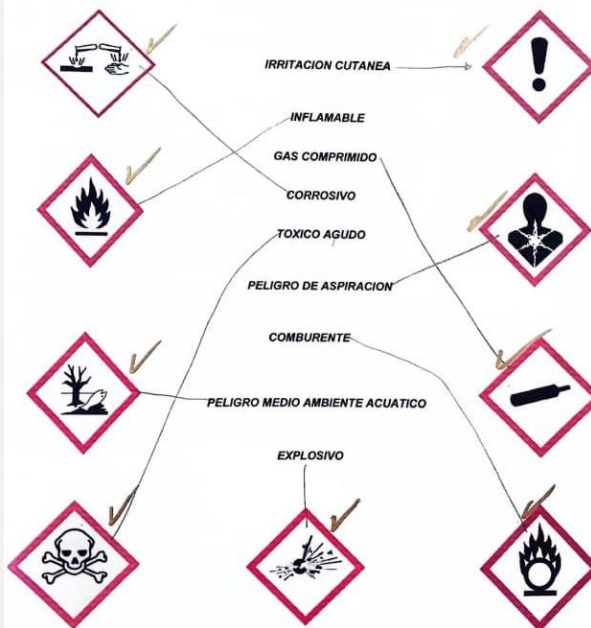 IRRITACION CUTANEA
INFLAMABLE
GAS COMPRIMIDO
CORROSIVO
TOXICO AGUDO
PELIGRO DE ASPIRACION
COMBURENTE
PELIGRO MEDIO AMBIENTE ACUATICO
EXPLOSIVO